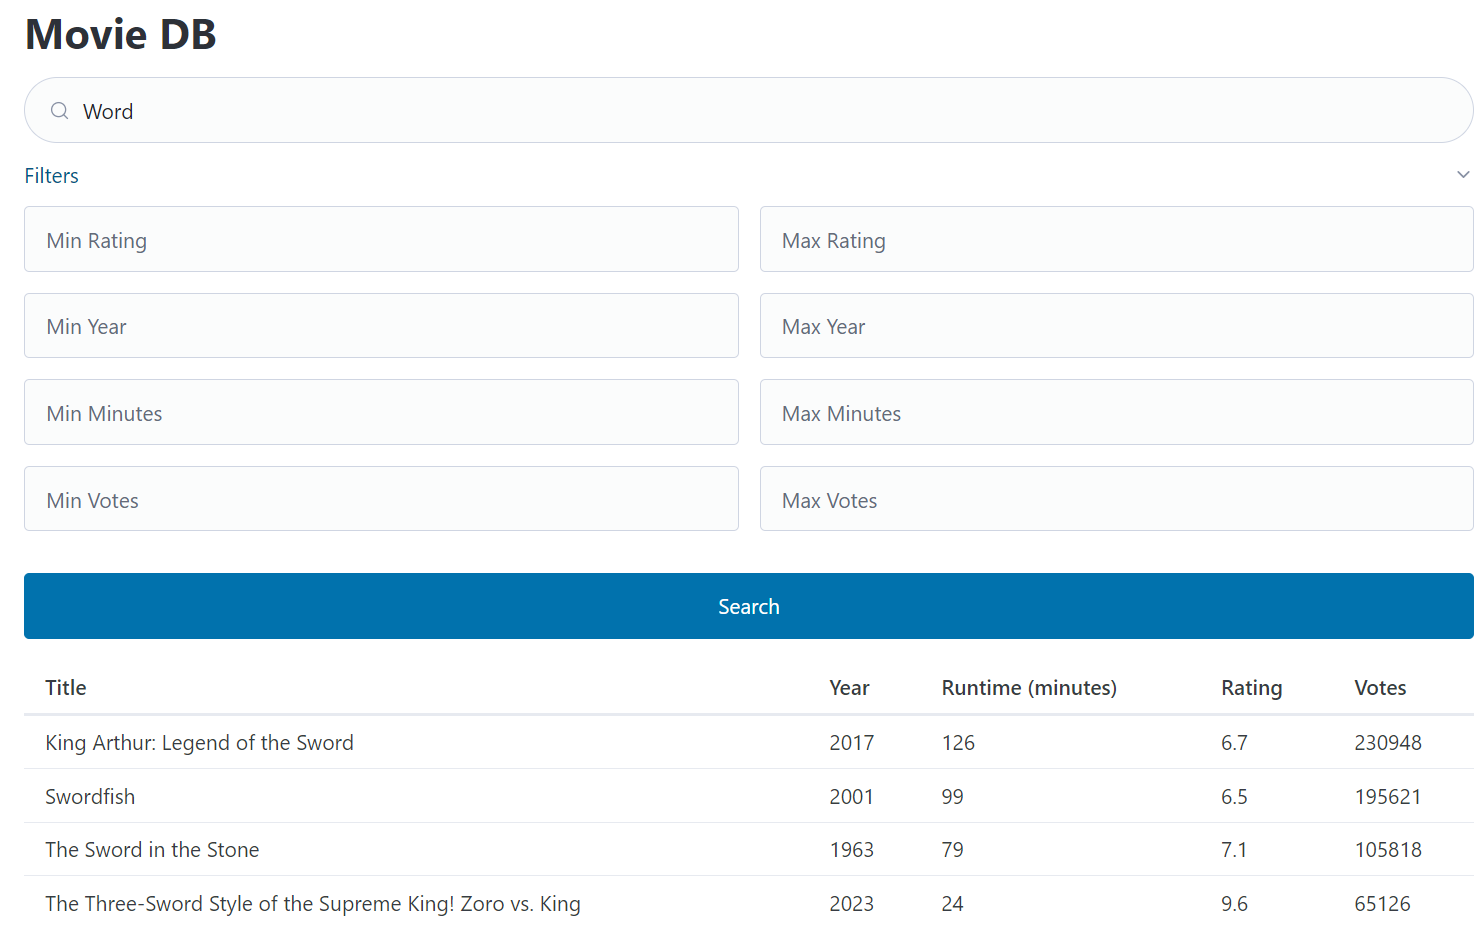 Movie DB
Word
Filters
Min Rating Max Rating
Min Year Max Year
Min Minutes Max Minutes
Min Votes Max Votes
Search
Title Year Runtime (minutes) Rating Votes
King Arthur: Legend of the Sword 2017 126 6.7 230948
Swordfish 2001 99 6.5 195621
The Sword in the Stone 1963 79 7.1 105818
The Three-Sword Style of the Supreme King! Zoro vs. King 2023 24 9.6 65126